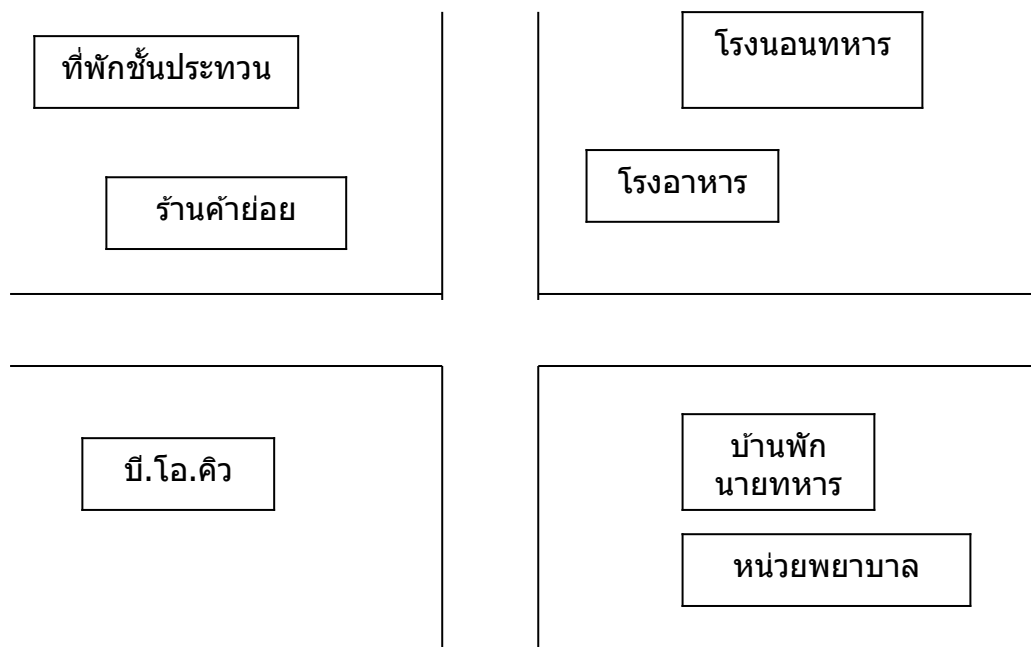 ที่พักชั้นประทวน
โรงนอนทหาร
โรงอาหาร
ร้านค้าย่อย
บี.โอ.คิว
บ้านพัก
นายทหาร
หน่วยพยาบาล